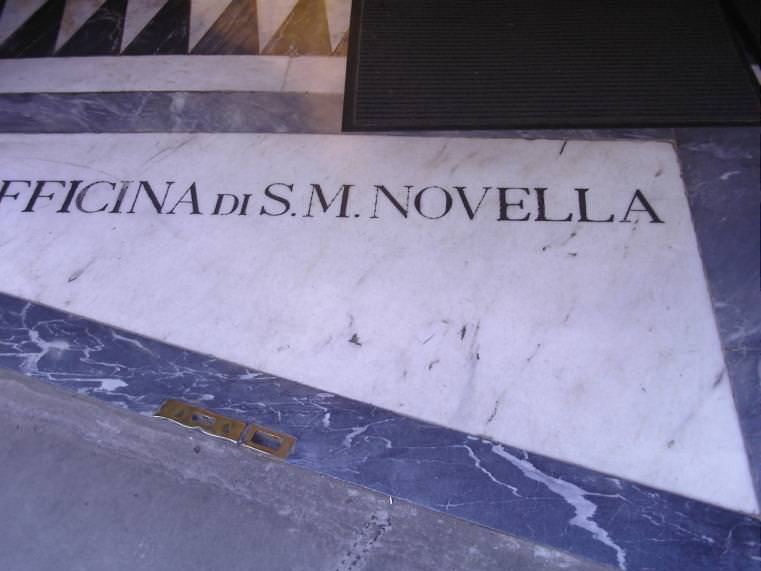 FFICINA DI S. M. NOVELLA